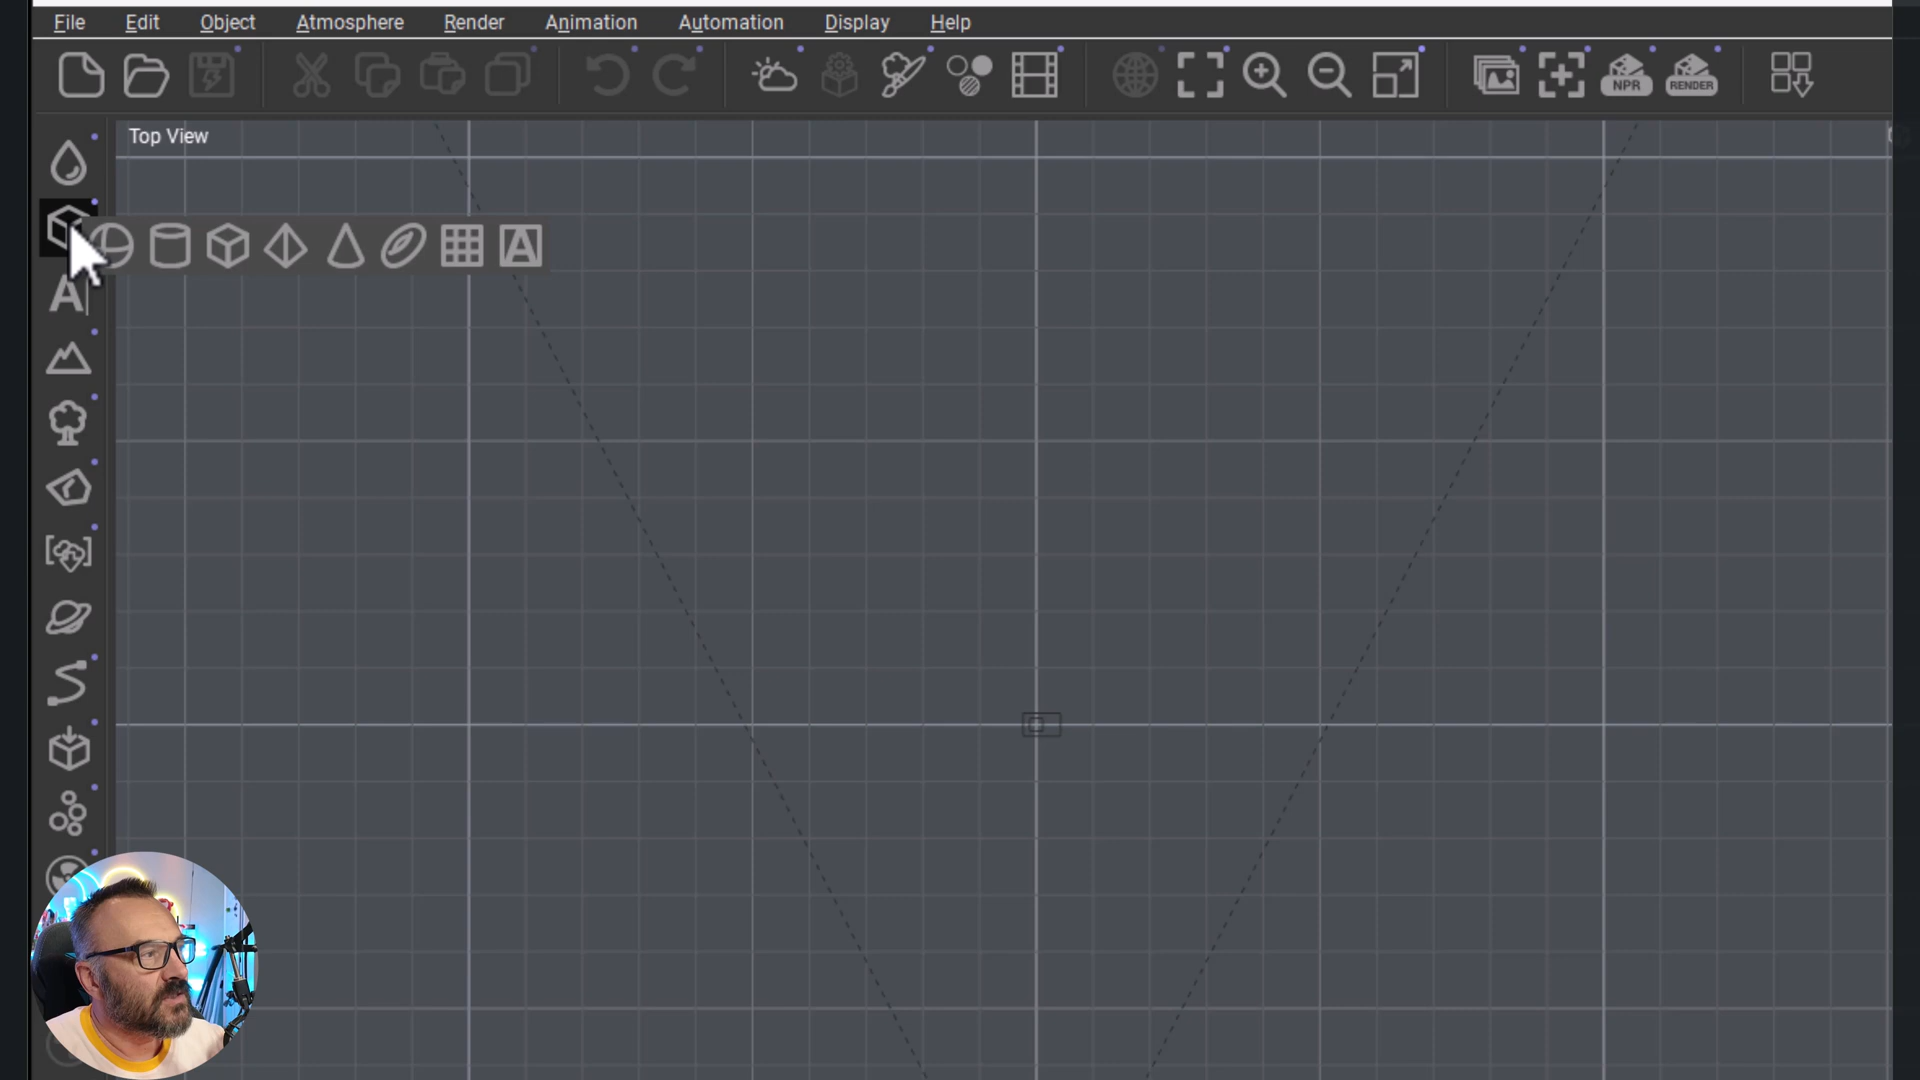 File Edit Object Atmosphere Render Animation Automation Display Help
NPR RENDER
Top View
A
A